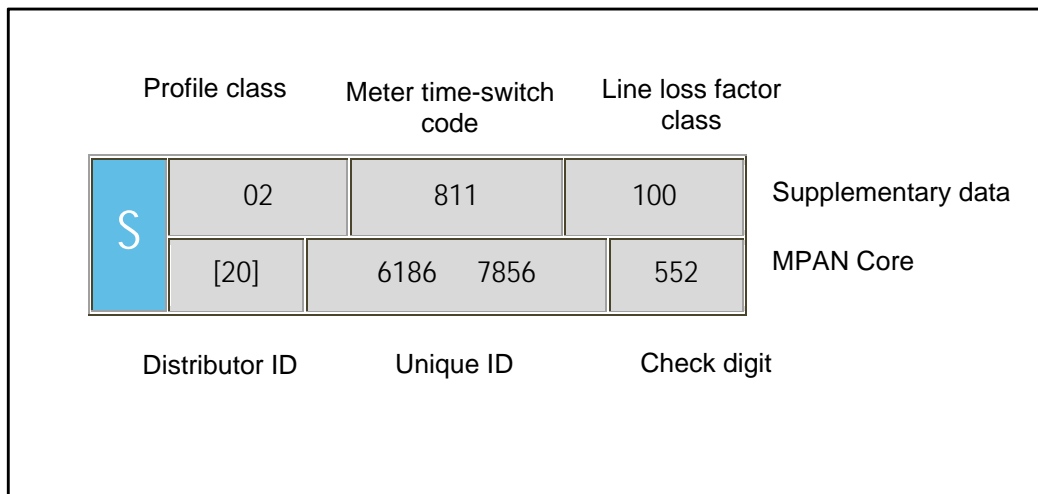 Profile class
Meter time-switch
code
Line loss factor
class
S
02
811
100
Supplementary data
[20]
6186 7856
552
MPAN Core
Distributor ID
Unique ID
Check digit